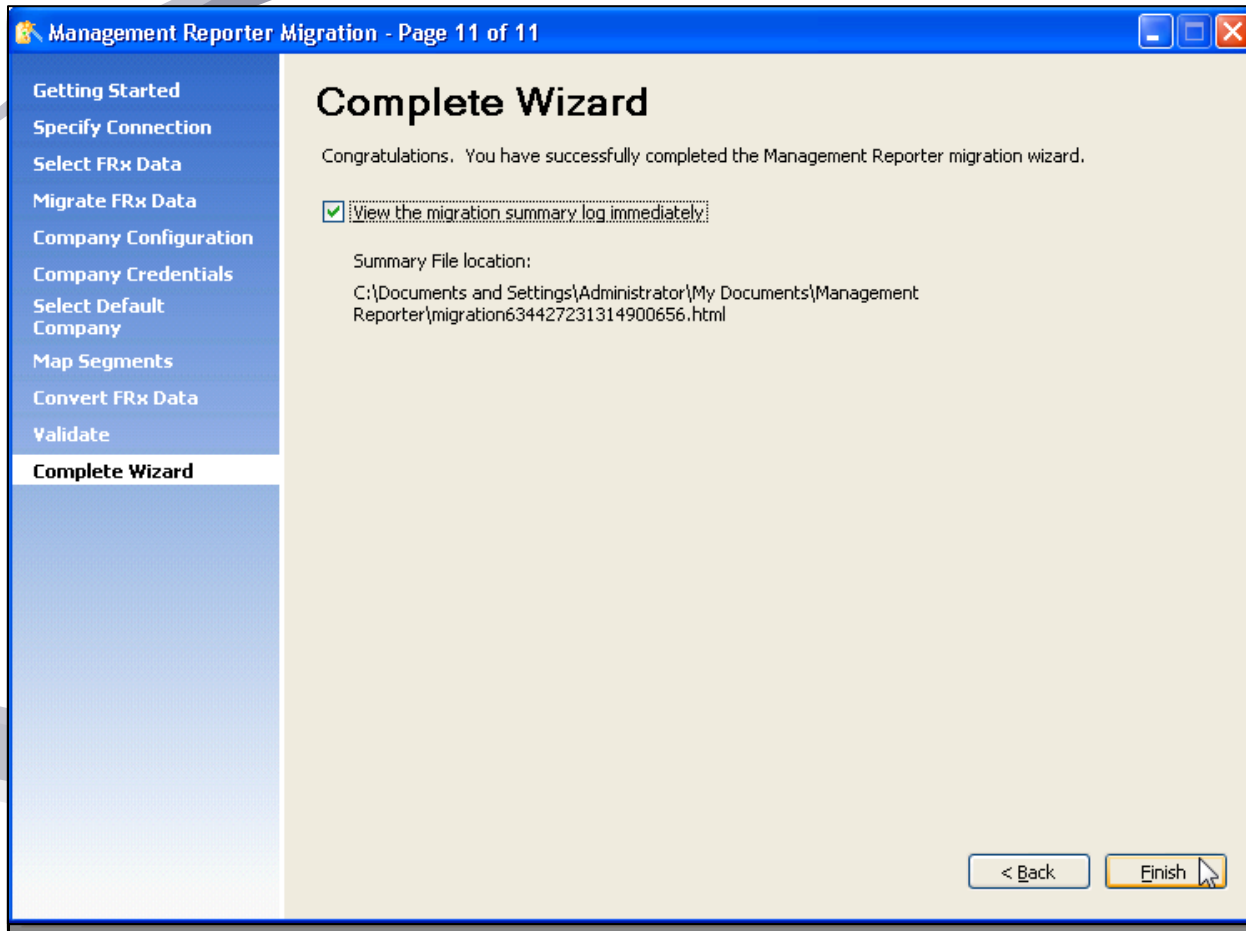 Management Reporter Migration - Page 11 of 11
Getting Started
Specify Connection
Select FRx Data
Migrate FRx Data
Company Configuration
Company Credentials
Select Default
Company
Map Segments
Convert FRx Data
Validate
Complete Wizard
Complete Wizard
Congratulations. You have successfully completed the Management Reporter migration wizard.
View the migration summary log immediately
Summary File location:
C:\Documents and Settings\Administrator\My Documents\Management
Reporter\migration634427231314900656.html
< Back
Finish